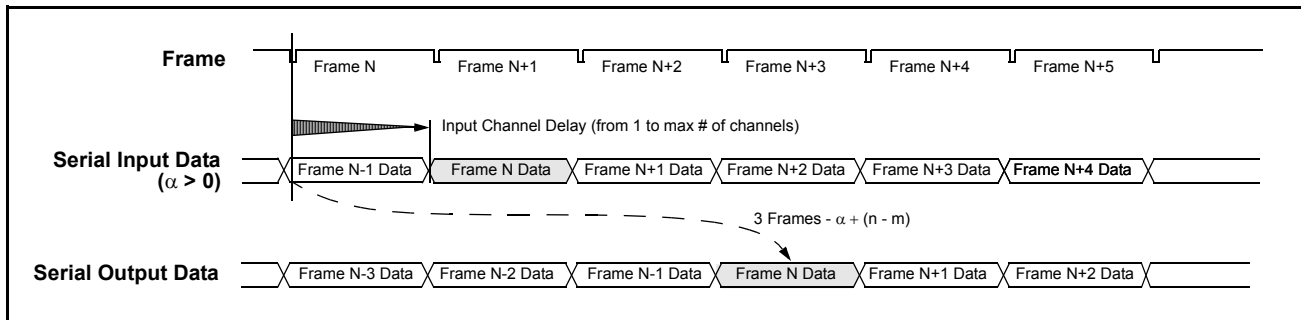 Frame
Frame N Frame N+1 Frame N+2 Frame N+3 Frame N+4 Frame N+5
Input Channel Delay (from 1 to max # of channels)
Serial Input Data
(α > 0)
Frame N-1 Data Frame N Data Frame N+1 Data Frame N+2 Data Frame N+3 Data Frame N+4 Data
3 Frames - α + (n - m)
Serial Output Data
Frame N-3 Data Frame N-2 Data Frame N-1 Data Frame N Data Frame N+1 Data Frame N+2 Data